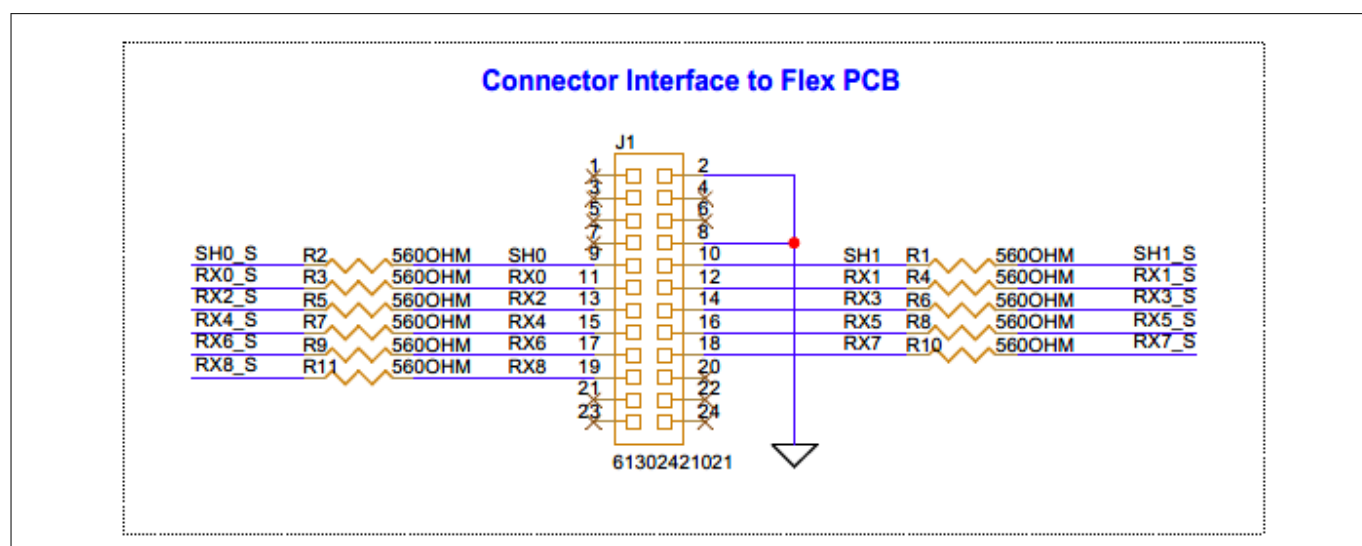 Connector Interface to Flex PCB
J1
1 2
3 4
5 6
7 8
SH0_S R2 560OHM SH0 9 10 SH1 R1 560OHM SH1_S
RX0_S R3 560OHM RX0 11 12 RX1 R4 560OHM RX1_S
RX2_S R5 560OHM RX2 13 14 RX3 R6 560OHM RX3_S
RX4_S R7 560OHM RX4 15 16 RX5 R8 560OHM RX5_S
RX6_S R9 560OHM RX6 17 18 RX7 R10 560OHM RX7_S
RX8_S R11 560OHM RX8 19 20
21 22
23 24
61302421021